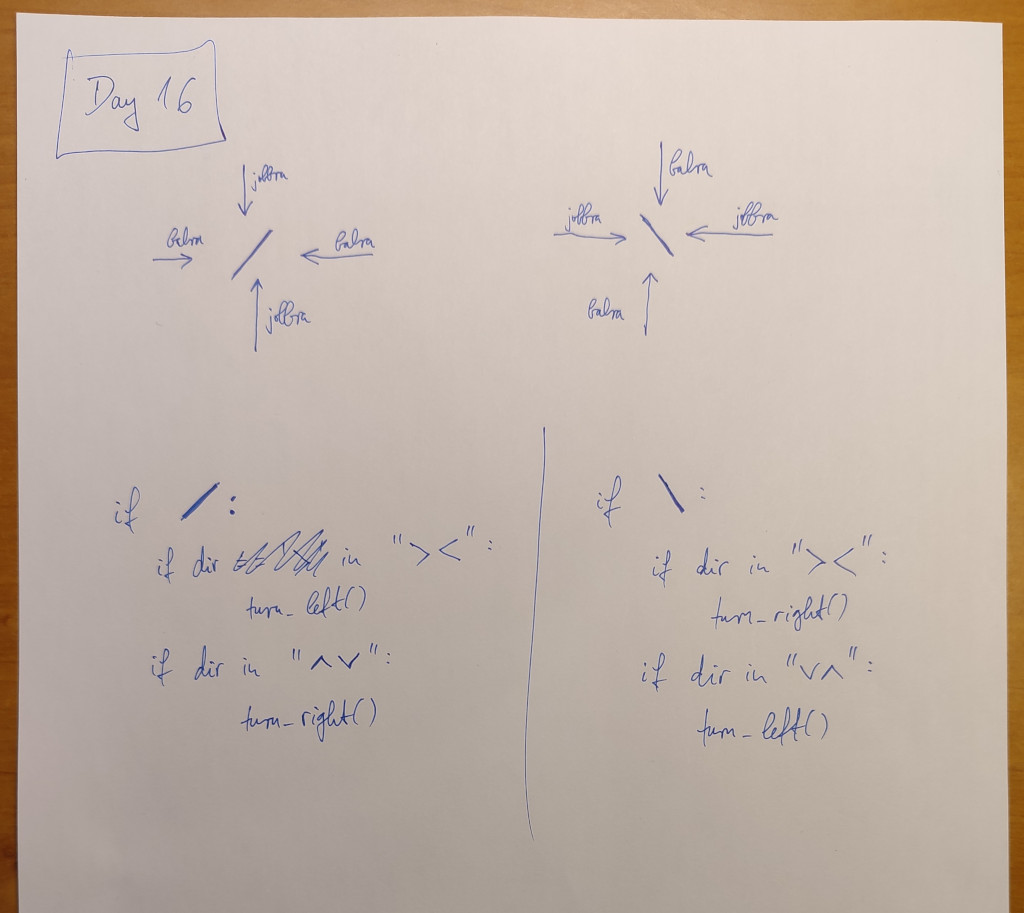 Day 16
jobbra
balra
balra
jobbra
balra
jobbra
jobbra
balra
if / :
if dir in "><":
turn_left()
if dir in "∧∨":
turn_right()
if \ :
if dir in "><":
turn_right()
if dir in "∨∧":
turn_left()